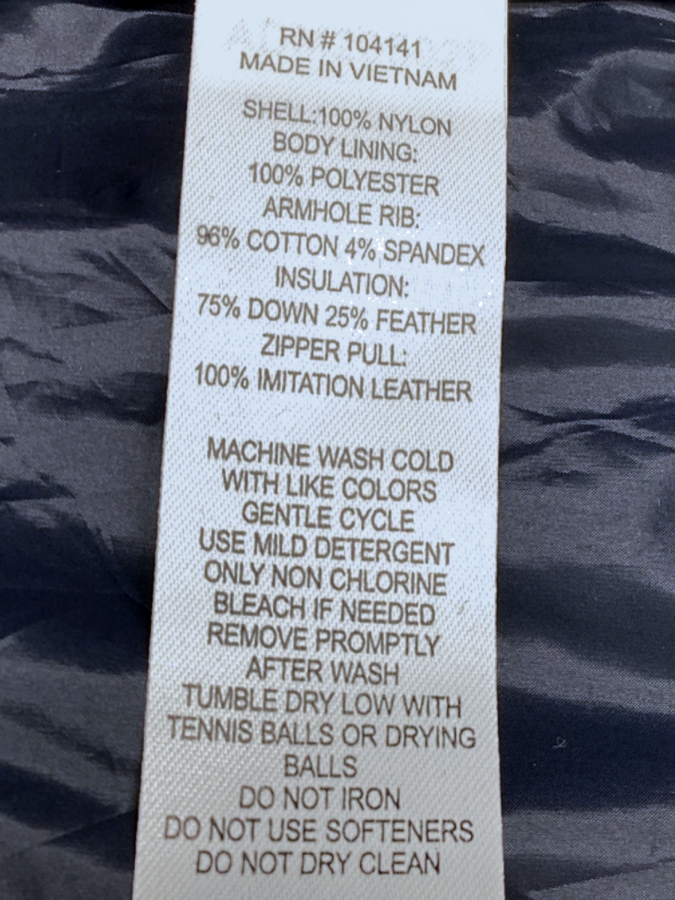 RN # 104141
MADE IN VIETNAM
SHELL:100% NYLON
BODY LINING:
100% POLYESTER
ARMHOLE RIB:
96% COTTON 4% SPANDEX
INSULATION:
75% DOWN 25% FEATHER
ZIPPER PULL:
100% IMITATION LEATHER
MACHINE WASH COLD
WITH LIKE COLORS
GENTLE CYCLE
USE MILD DETERGENT
ONLY NON CHLORINE
BLEACH IF NEEDED
REMOVE PROMPTLY
AFTER WASH
TUMBLE DRY LOW WITH
TENNIS BALLS OR DRYING
BALLS
DO NOT IRON
DO NOT USE SOFTENERS
DO NOT DRY CLEAN